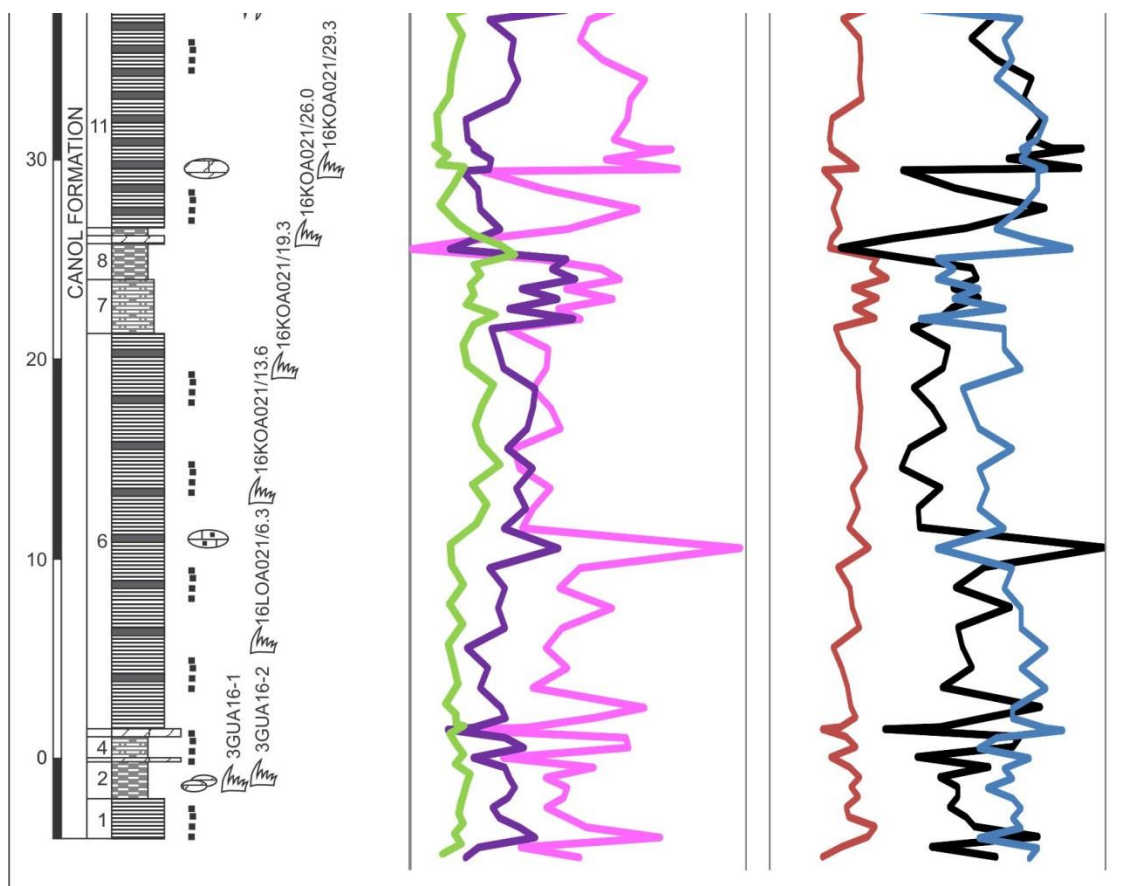 CANOL FORMATION
30
20
10
0
11
8
7
6
4
2
1
16KOA021/29.3
16KOA021/26.0
16KOA021/19.3
16KOA021/13.6
16LOA021/6.3
3GUA16-2
3GUA16-1